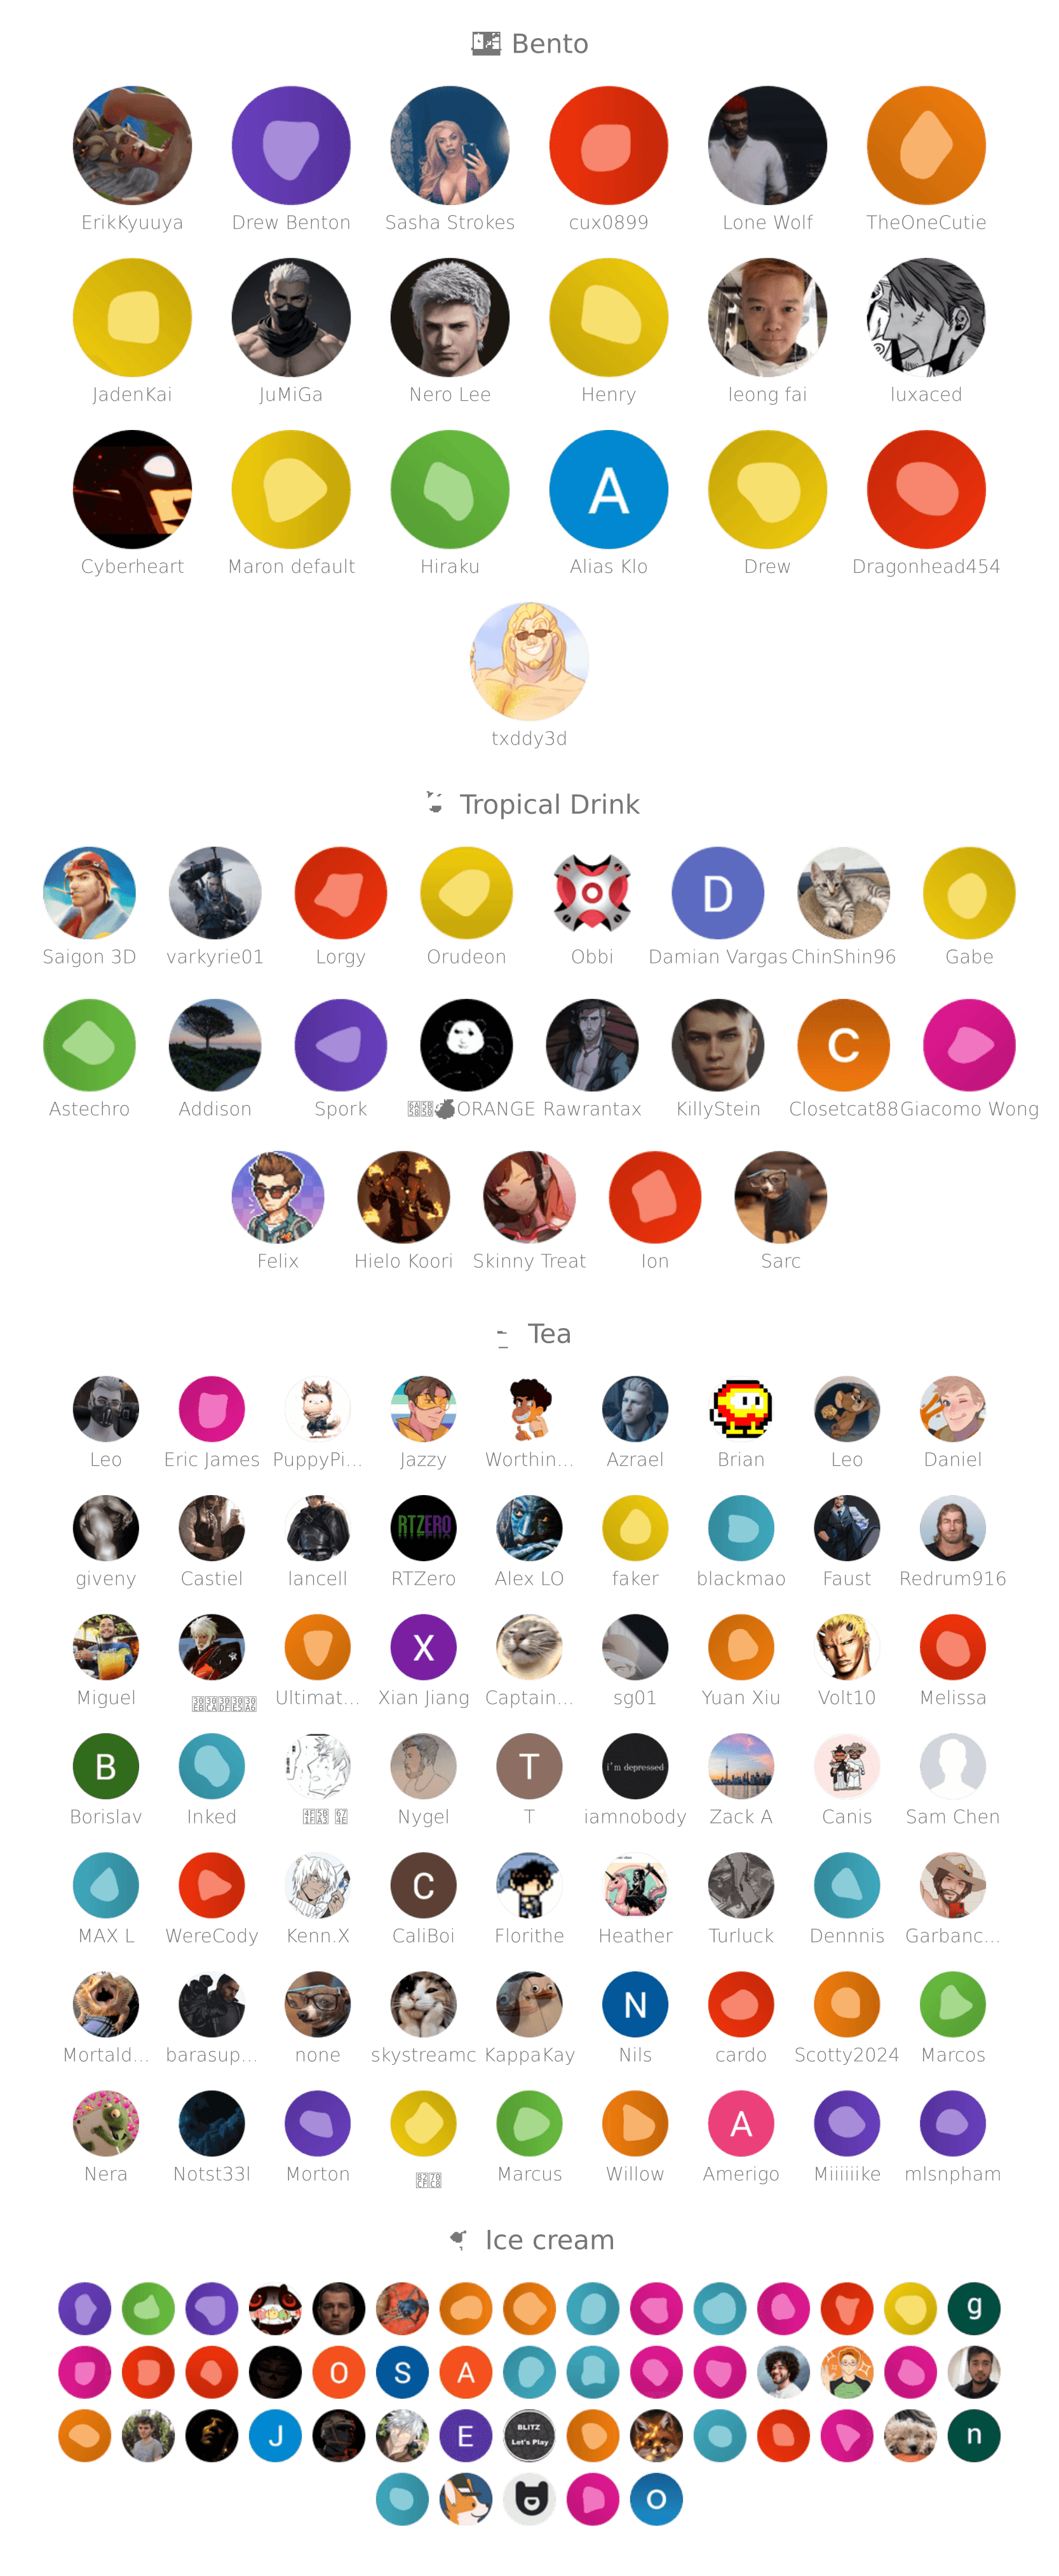 Bento
ErikKyuuya Drew Benton Sasha Strokes cux0899 Lone Wolf TheOneCutie
JadenKai JuMiGa Nero Lee Henry leong fai luxaced
A
Cyberheart Maron default Hiraku Alias Klo Drew Dragonhead454
txddy3d
Tropical Drink
D
Saigon 3D varkyrie01 Lorgy Orudeon Obbi Damian Vargas ChinShin96 Gabe
C
Astechro Addison Spork ORANGE Rawrantax KillyStein Closetcat88 Giacomo Wong
Felix Hielo Koori Skinny Treat Ion Sarc
Tea
Leo Eric James PuppyPi... Jazzy Worthin... Azrael Brian Leo Daniel
RTZERO
giveny Castiel lancell RTZero Alex LO faker blackmao Faust Redrum916
X
Miguel Ultimat... Xian Jiang Captain... sg01 Yuan Xiu Volt10 Melissa
B T i'm depressed
Borislav Inked Nygel T iamnobody Zack A Canis Sam Chen
C
MAX L WereCody Kenn.X CaliBoi Florithe Heather Turluck Dennnis Garbanc...
N
Mortald... barasup... none skystreamc KappaKay Nils cardo Scotty2024 Marcos
A
Nera Notst33l Morton Marcus Willow Amerigo Miiiiiike mlsnpham
Ice cream
g
O S A
J E BLITZ Let's Play n
O